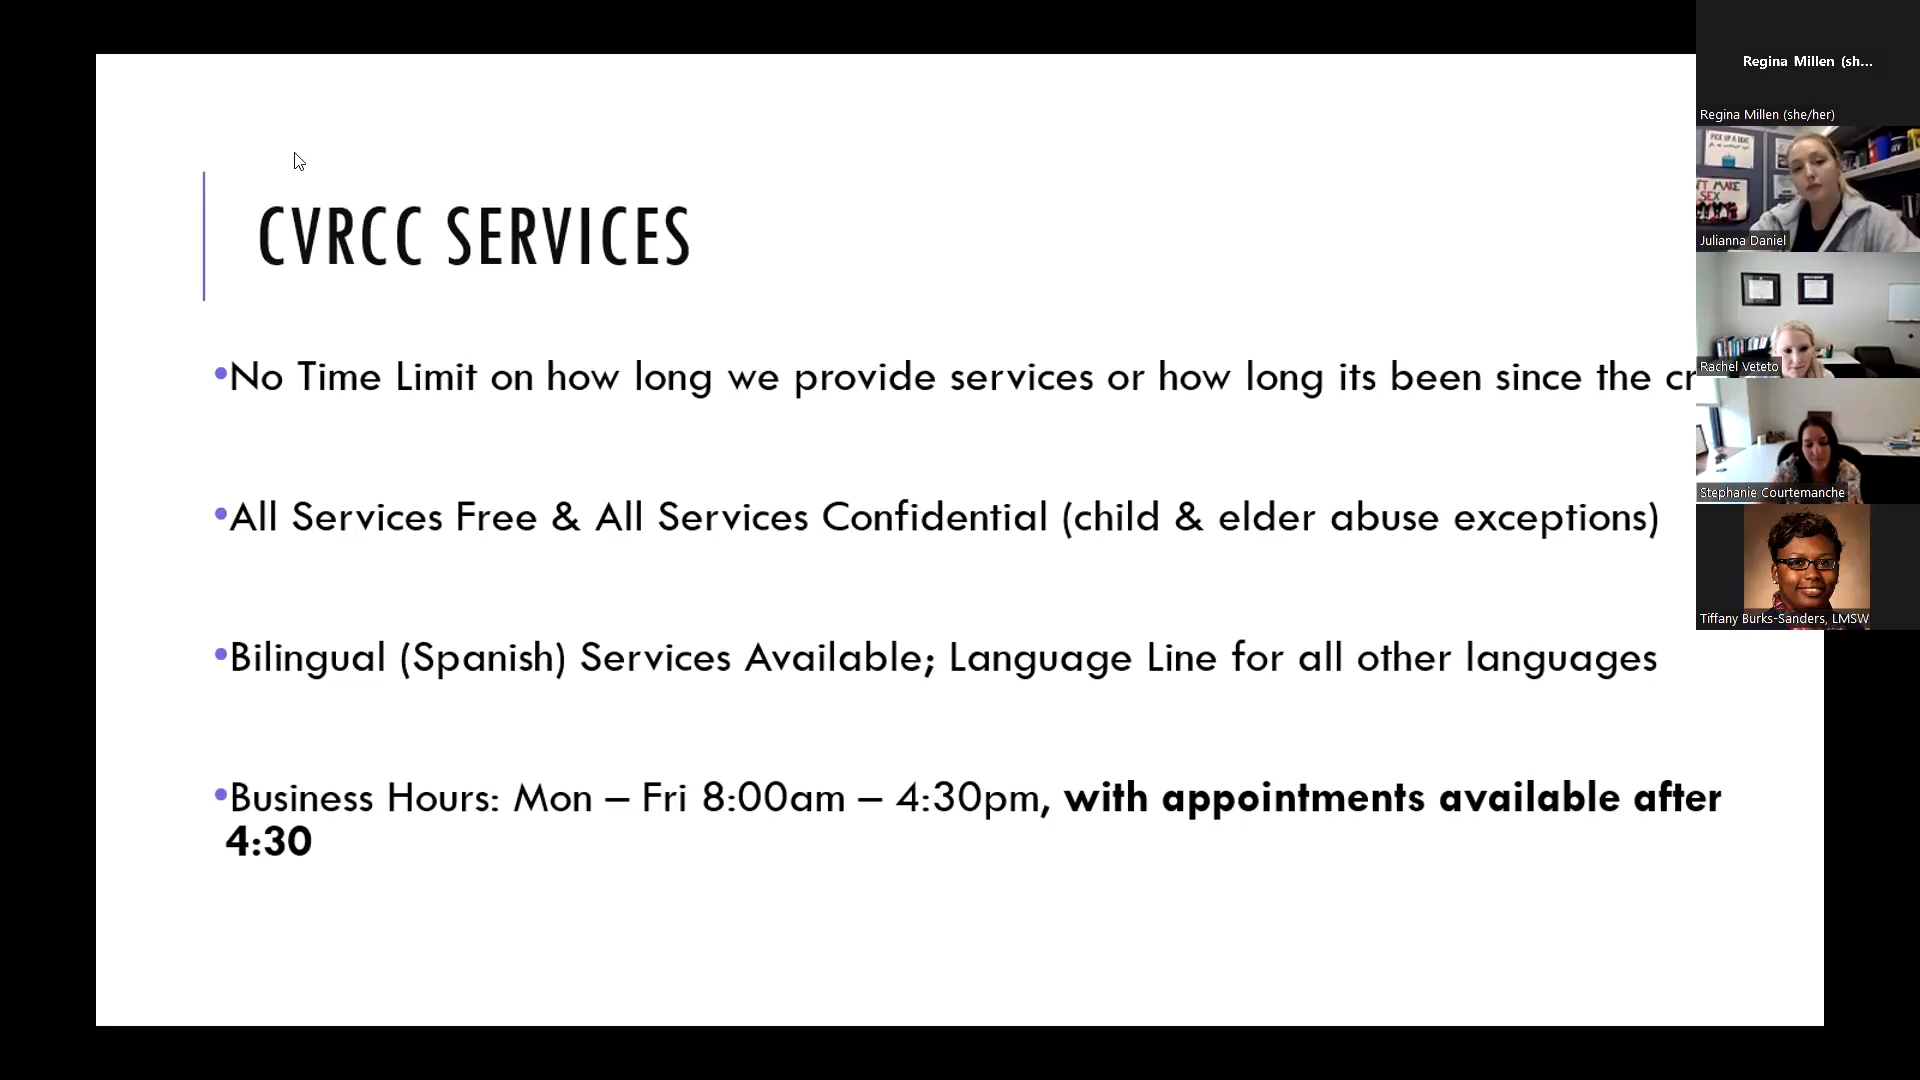 CVRCC SERVICES
•No Time Limit on how long we provide services or how long its been since the
•All Services Free & All Services Confidential (child & elder abuse exceptions)
•Bilingual (Spanish) Services Available; Language Line for all other languages
•Business Hours: Mon – Fri 8:00am – 4:30pm, with appointments available after
4:30
Regina Millen (sh...
Regina Millen (she/her)
PICK UP A BOAT
Julianna Daniel
Rachel Veteto
Stephanie Courtemanche
Tiffany Burks-Sanders, LMSW